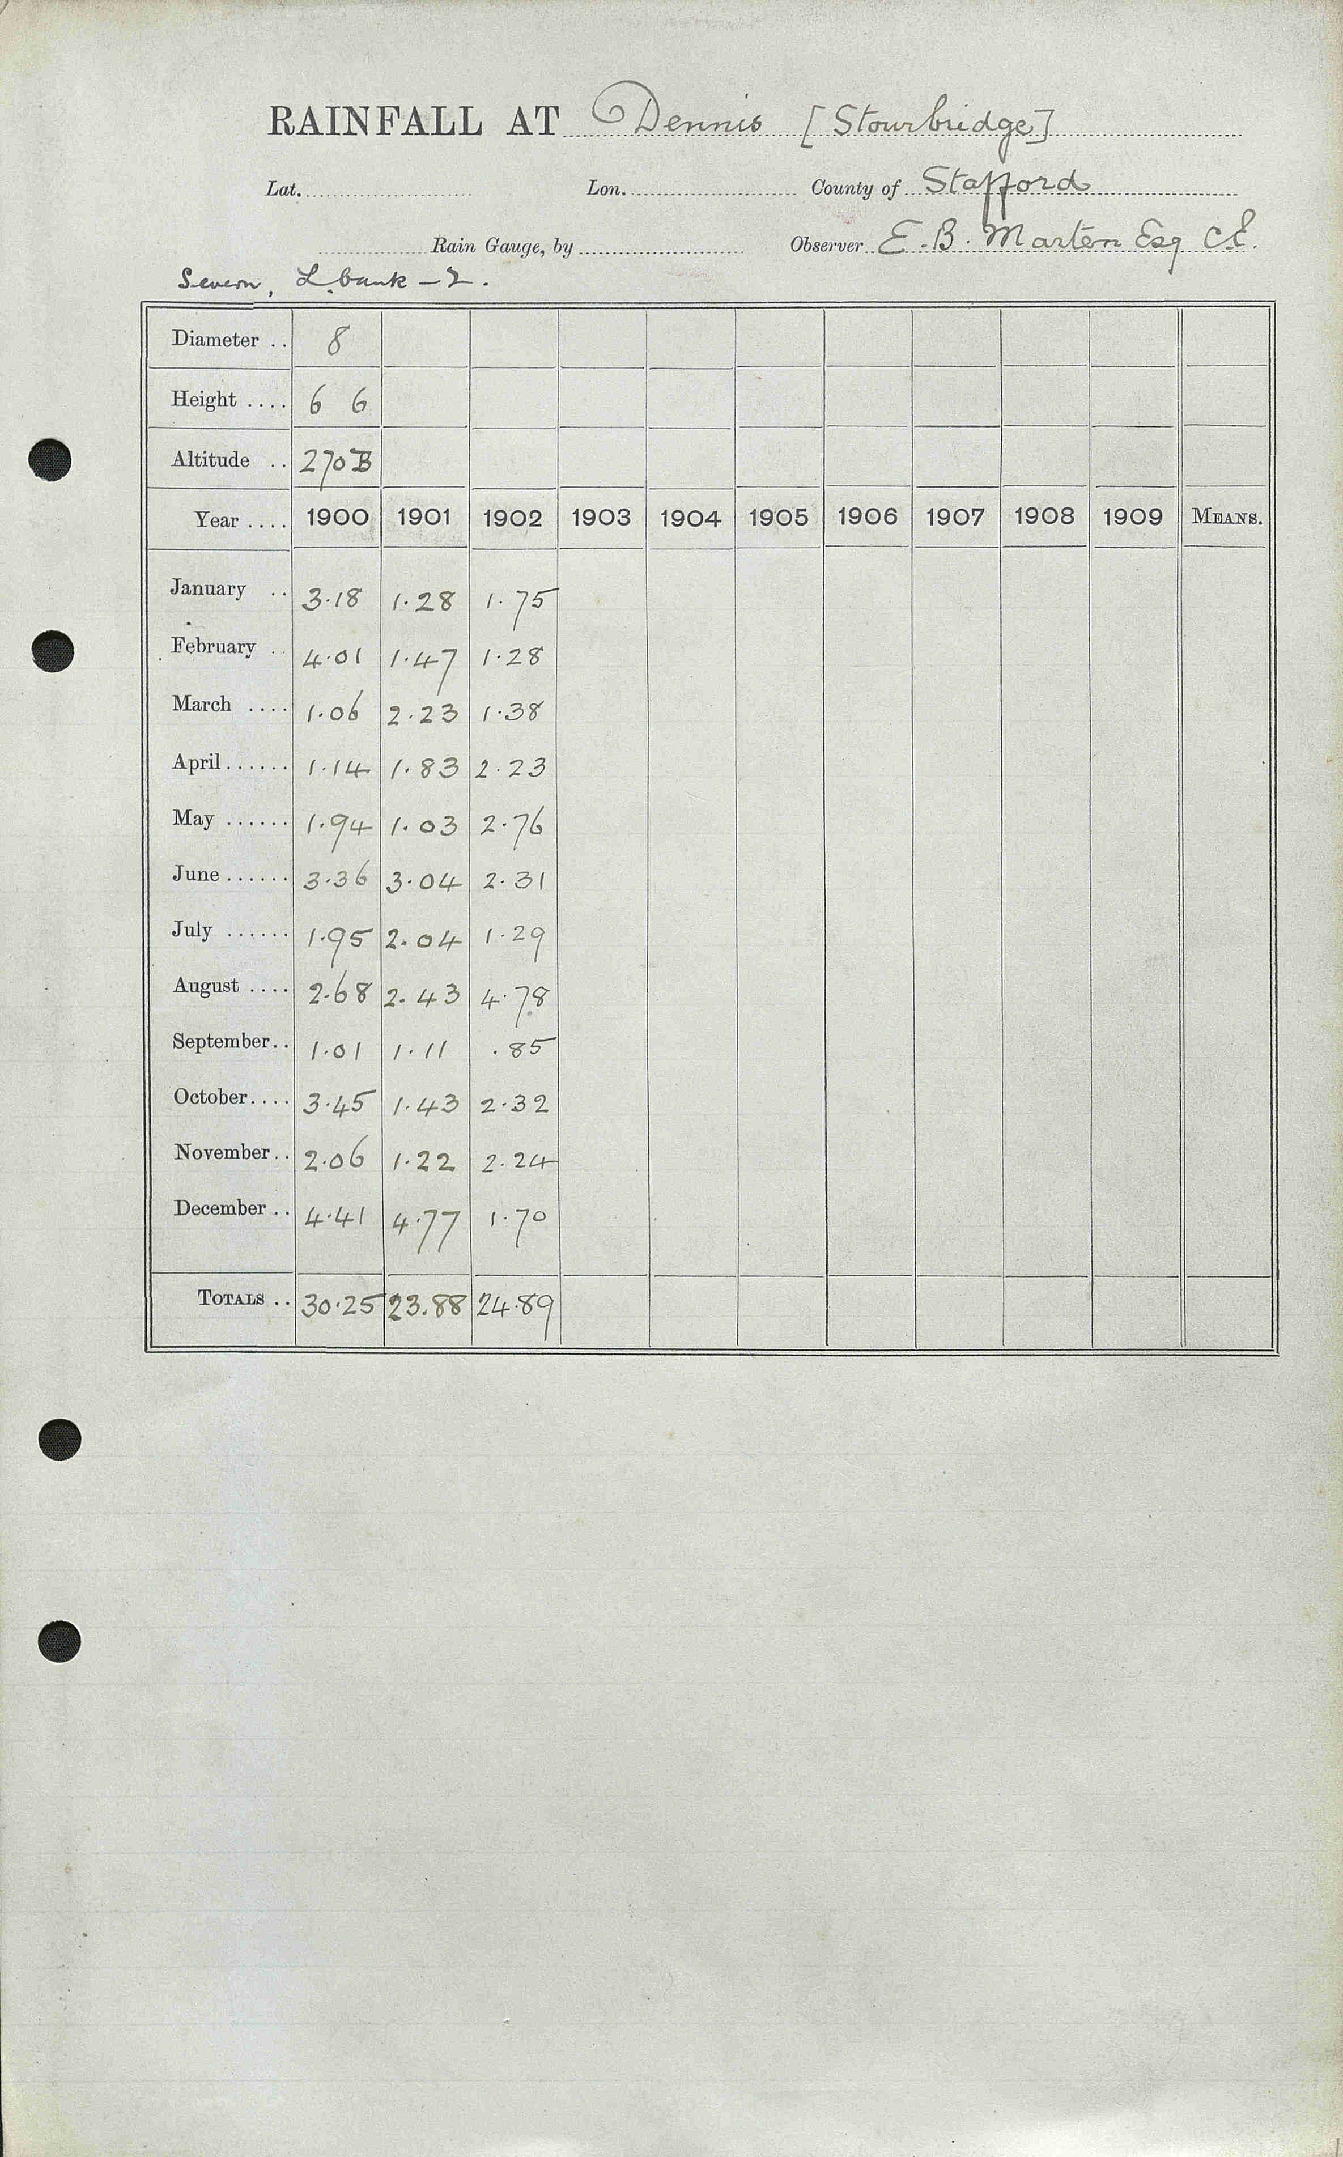 RAINFALL AT Dennis [Stourbridge]
Lat. Lon. County of Stafford
Rain Gauge, by Observer E. B. Marten Esq C.E.
Severn, L. bank – 2.
Diameter .. 8
Height .... 6 6
Altitude .. 270 B
Year .... 1900 1901 1902 1903 1904 1905 1906 1907 1908 1909 MEANS.
January .. 3.18 1.28 1.75
February .. 4.01 1.47 1.28
March .... 1.06 2.23 1.38
April...... 1.14 1.83 2.23
May ...... 1.94 1.03 2.76
June...... 3.36 3.04 2.31
July ...... 1.95 2.04 1.29
August .... 2.68 2.43 4.78
September.. 1.01 1.11 .85
October.... 3.45 1.43 2.32
November.. 2.06 1.22 2.24
December .. 4.41 4.77 1.70
TOTALS .. 30.25 23.88 24.89